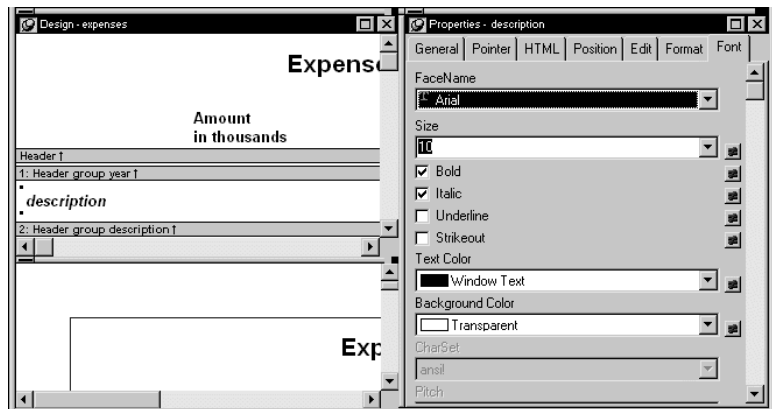 Design - expenses
Expens
Amount
in thousands
Header ↑
1: Header group year ↑
description
2: Header group description ↑
Exp
Properties - description
General Pointer HTML Position Edit Format Font
FaceName
Arial
Size
10
Bold
Italic
Underline
Strikeout
Text Color
Window Text
Background Color
Transparent
CharSet
ansi!
Pitch